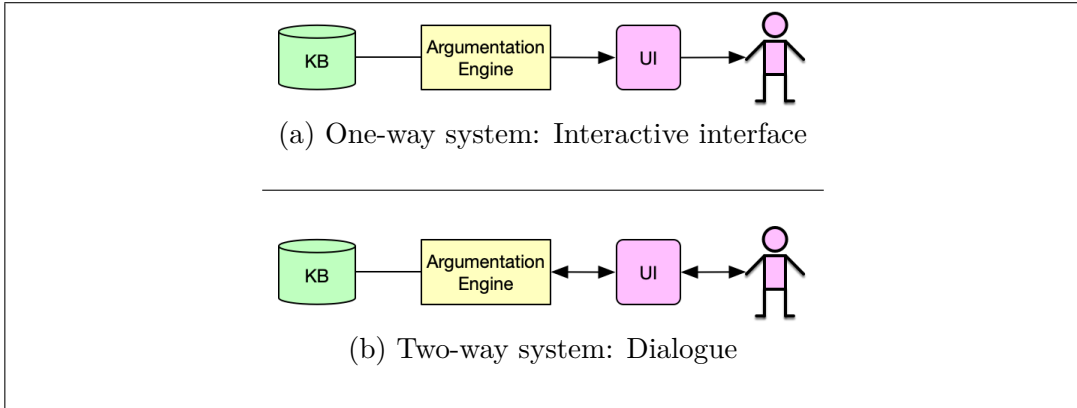 KB
Argumentation
Engine
UI
(a) One-way system: Interactive interface
KB
Argumentation
Engine
UI
(b) Two-way system: Dialogue